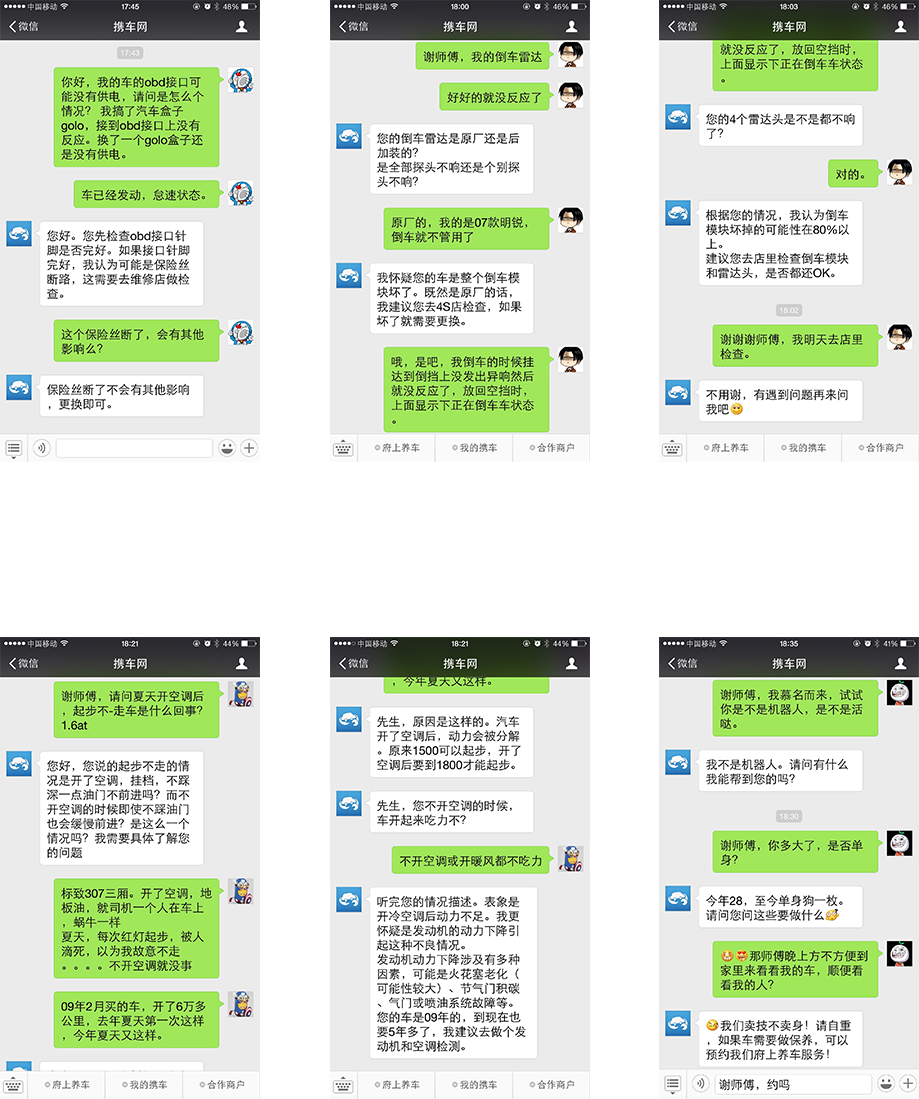 中国移动 17:45 48%
微信 携车网
17:43
你好，我的车的obd接口可
能没有供电，请问是怎么个
情况？ 我搞了汽车盒子
golo，接到obd接口上没有
反应。换了一个golo盒子还
是没有供电。
车已经发动，怠速状态。
您好。您先检查obd接口针
脚是否完好。如果接口针脚
完好，我认为可能是保险丝
断路，这需要去维修店做检
查。
这个保险丝断了，会有其他
影响么？
保险丝断了不会有其他影响
，更换即可。
中国移动 18:00 46%
微信 携车网
谢师傅，我的倒车雷达
好好的就没反应了
您的倒车雷达是原厂还是后
加装的？
是全部探头不响还是个别探
头不响？
原厂的，我的是07款明锐，
倒车就不管用了
我怀疑您的车是整个倒车模
块坏了。既然是原厂的话，
我建议您去4S店检查，如果
坏了就需要更换。
哦，是吧，我倒车的时候挂
达到倒挡上没发出异响然后
就没反应了，放回空挡时，
上面显示下正在倒车车状态
。
府上养车 我的携车 合作商户
中国移动 18:03 46%
微信 携车网
就没反应了，放回空挡时，
上面显示下正在倒车车状态
。
您的4个雷达头是不是都不响
了？
对的。
根据您的情况，我认为倒车
模块坏掉的可能性在80%以
上。
建议您去店里检查倒车模块
和雷达头，是否都还OK。
18:02
谢谢谢师傅，我明天去店里
检查。
不用谢，有遇到问题再来问
我吧
府上养车 我的携车 合作商户
中国移动 18:21 44%
微信 携车网
谢师傅，请问夏天开空调后
，起步不-走车是什么回事？
1.6at
您好，您说的起步不走的情
况是开了空调，挂档，不踩
深一点油门不前进吗？而不
开空调的时候即使不踩油门
也会缓慢前进？是这么一个
情况吗？我需要具体了解您
的问题
标致307三厢。开了空调，地
板油，就司机一个人在车上
，蜗牛一样
夏天，每次红灯起步，被人
滴死，以为我故意不走
。。。。不开空调就没事
09年2月买的车，开了6万多
公里，去年夏天第一次这样
，今年夏天又这样。
府上养车 我的携车 合作商户
中国移动 18:21 44%
微信 携车网
，今年夏天又这样。
先生，原因是这样的。汽车
开了空调后，动力会被分解
。原来1500可以起步，开了
空调后要到1800才能起步。
先生，您不开空调的时候，
车开起来吃力不？
不开空调或开暖风都不吃力
听完您的情况描述。表象是
开冷空调后动力不足。我更
怀疑是发动机的动力下降引
起这种不良情况。
发动机动力下降涉及有多种
因素，可能是火花塞老化（
可能性较大）、节气门积碳
、气门或喷油系统故障等。
您的车是09年的，到现在也
要5年多了，我建议去做个发
动机和空调检测。
府上养车 我的携车 合作商户
中国移动 18:35 41%
微信 携车网
谢师傅，我慕名而来，试试
你是不是机器人，是不是活
哒。
我不是机器人。请问有什么
我能帮到您的吗？
18:30
谢师傅，你多大了，是否单
身？
今年28，至今单身狗一枚。
请问您问这些要做什么
那师傅晚上方不方便到
家里来看看我的车，顺便看
看我的人？
我们卖技不卖身！请自重
，如果车需要做保养，可以
预约我们府上养车服务！
谢师傅，约吗